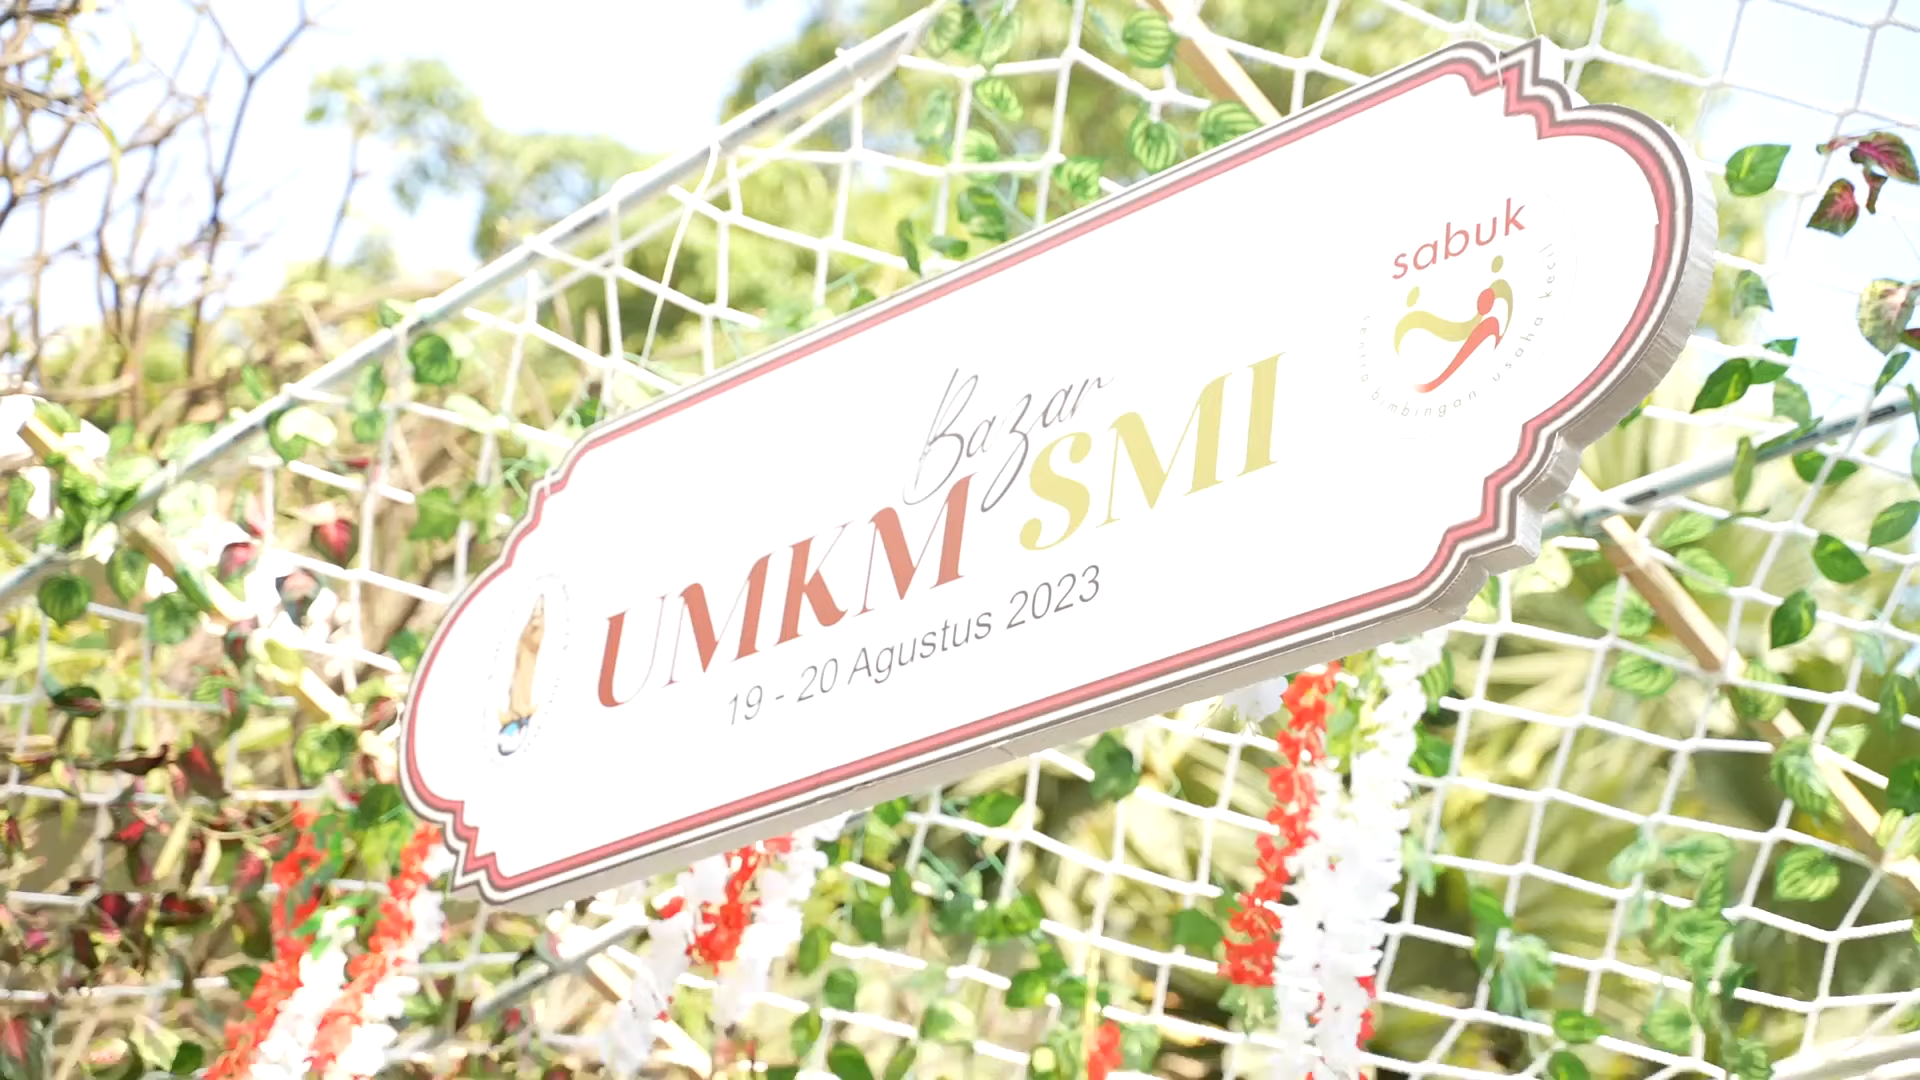 Bazar
UMKM SMI
19 - 20 Agustus 2023
sabuk
sentra bimbingan usaha kecil